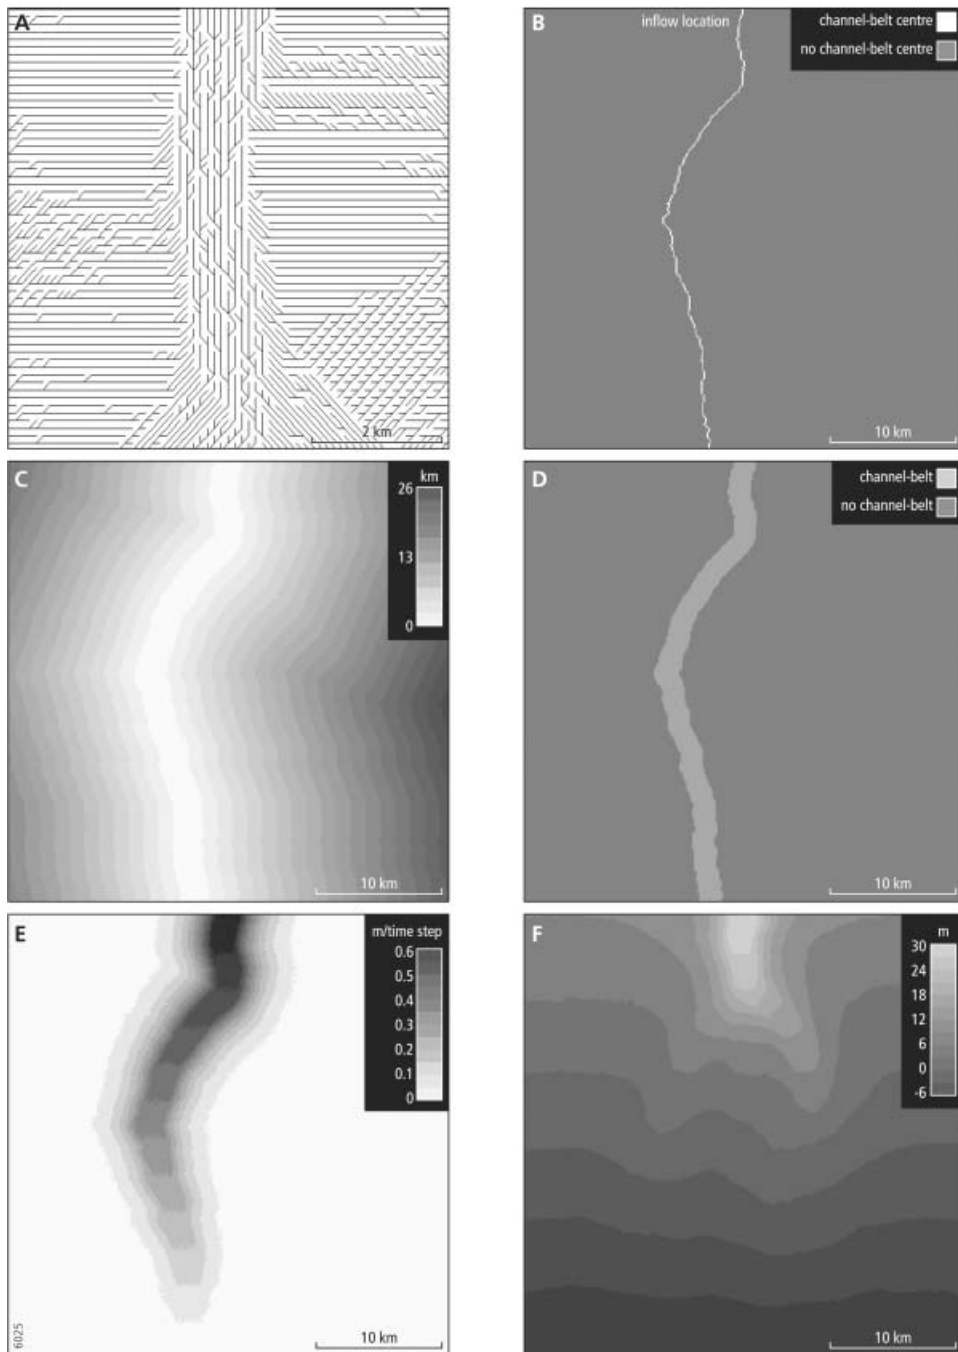 A
2 km
B
inflow location
channel-belt centre
no channel-belt centre
10 km
C
km
26
13
0
10 km
D
channel-belt
no channel-belt
10 km
E
m/time step
0.6
0.5
0.4
0.3
0.2
0.1
0
10 km
6025
F
m
30
24
18
12
6
0
-6
10 km